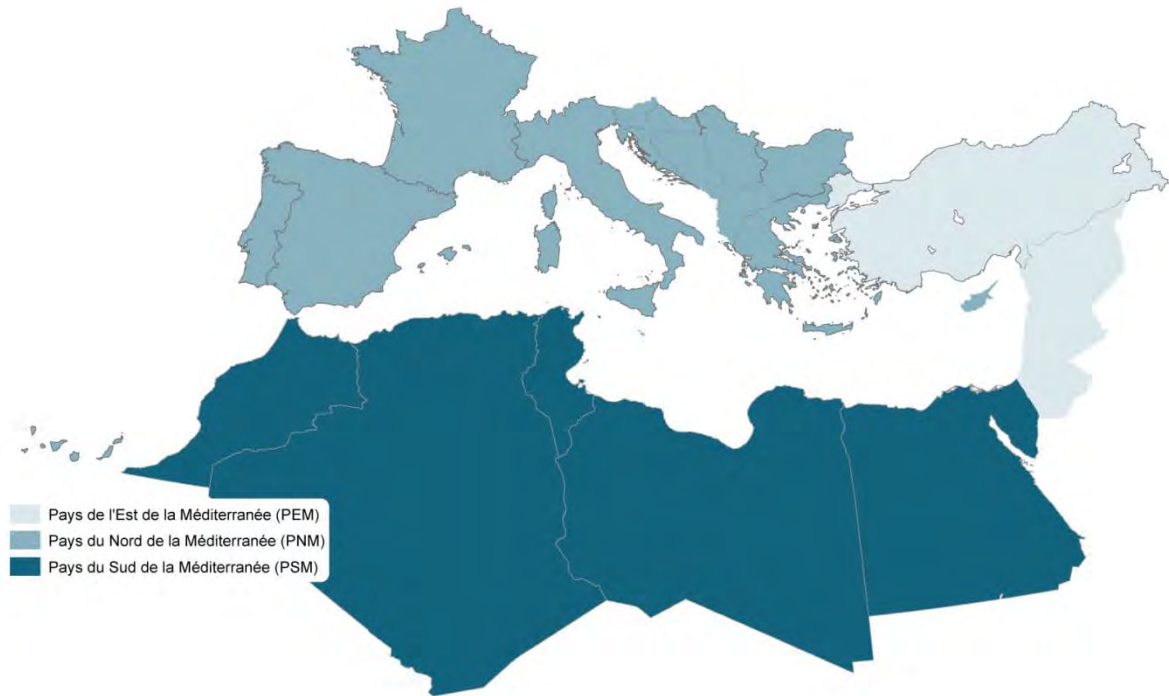 Pays de l'Est de la Méditerranée (PEM)
Pays du Nord de la Méditerranée (PNM)
Pays du Sud de la Méditerranée (PSM)